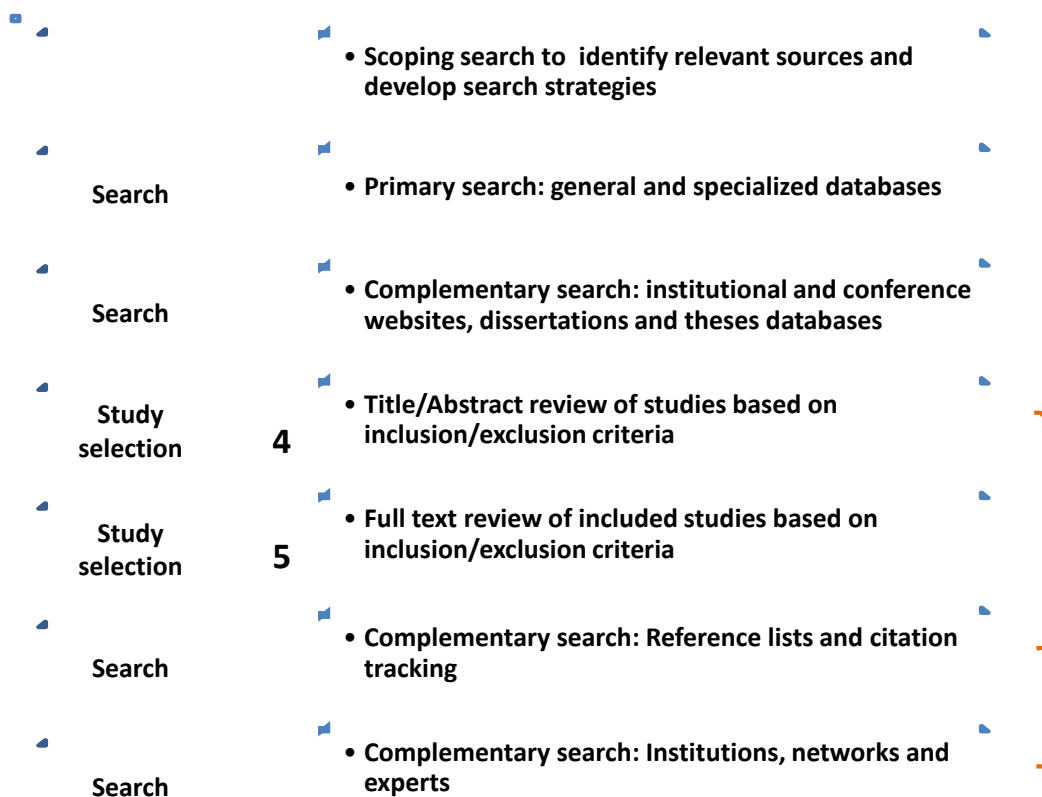 • Scoping search to identify relevant sources and
develop search strategies
Search
• Primary search: general and specialized databases
Search
• Complementary search: institutional and conference
websites, dissertations and theses databases
Study
selection
4
• Title/Abstract review of studies based on
inclusion/exclusion criteria
Study
selection
5
• Full text review of included studies based on
inclusion/exclusion criteria
Search
• Complementary search: Reference lists and citation
tracking
Search
• Complementary search: Institutions, networks and
experts